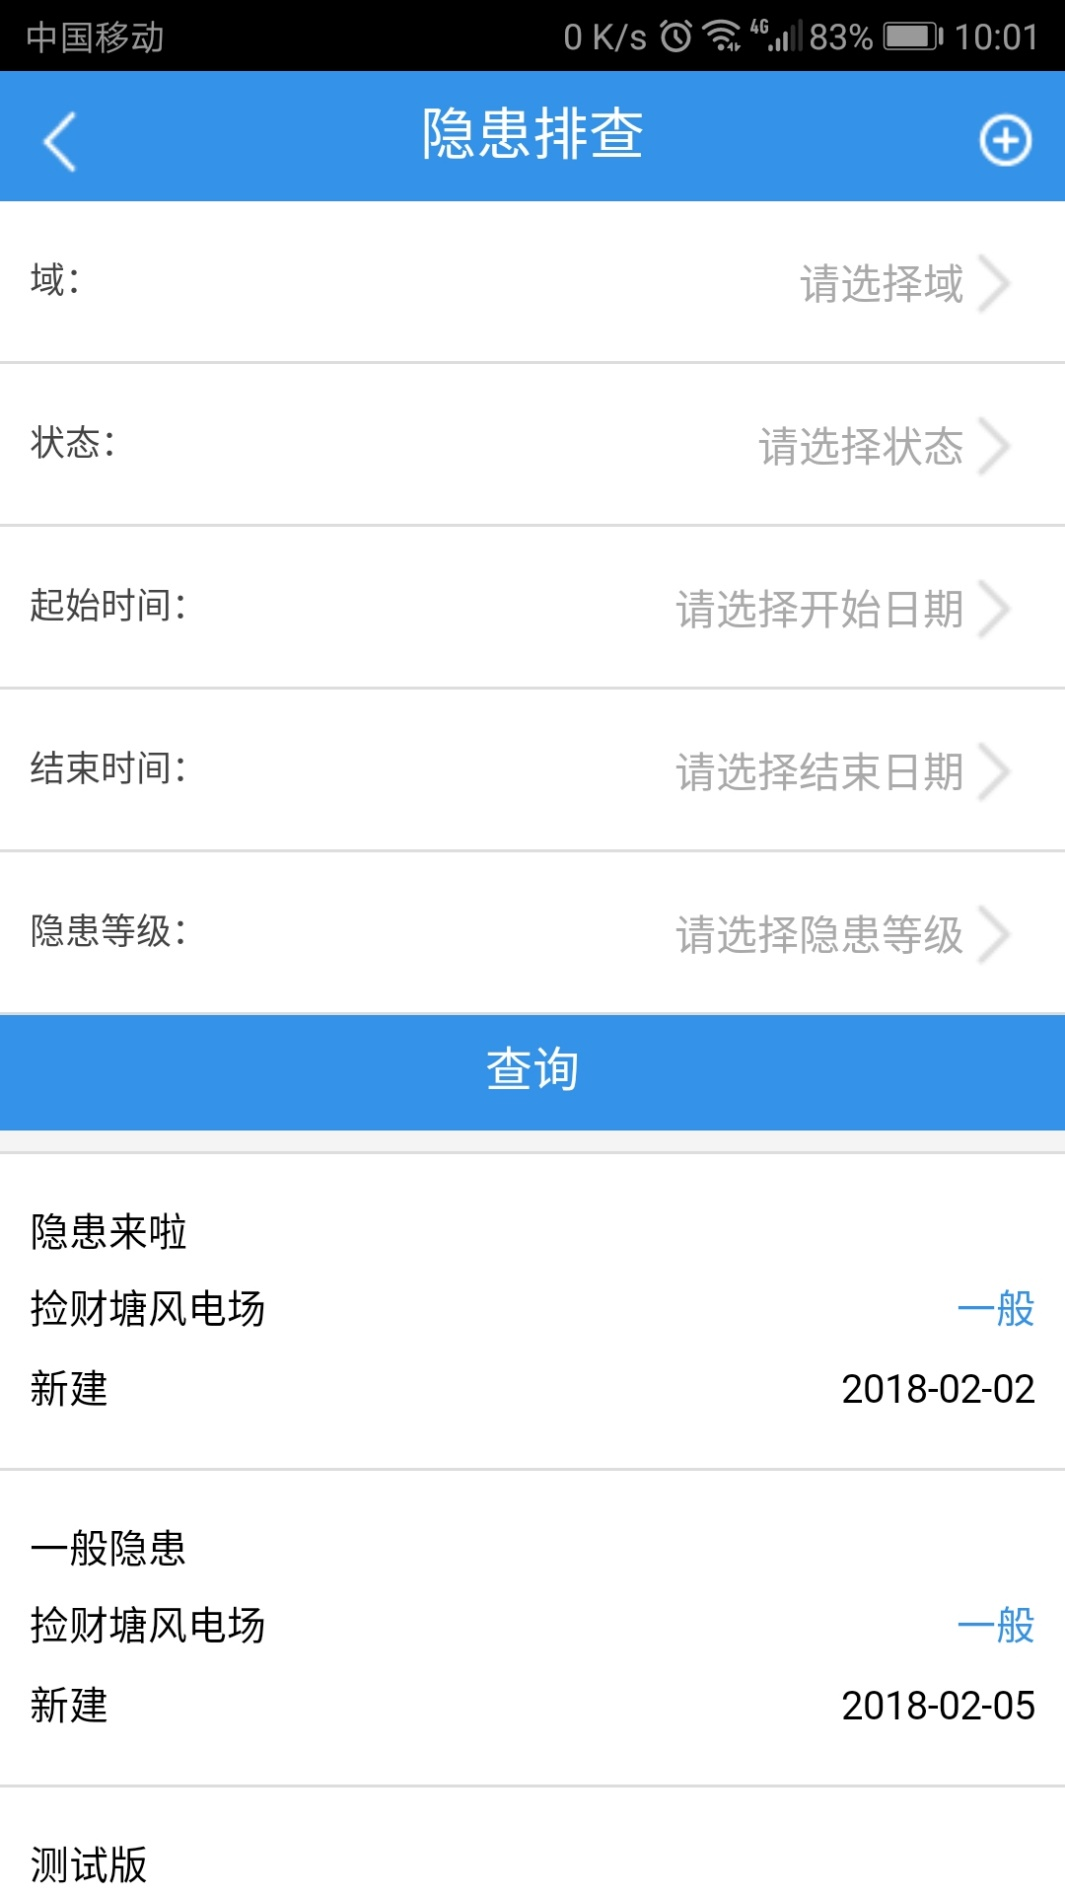 中国移动 0 K/s 4G 83% 10:01
隐患排查
域： 请选择域
状态： 请选择状态
起始时间： 请选择开始日期
结束时间： 请选择结束日期
隐患等级： 请选择隐患等级
查询
隐患来啦
捡财塘风电场 一般
新建 2018-02-02
一般隐患
捡财塘风电场 一般
新建 2018-02-05
测试版